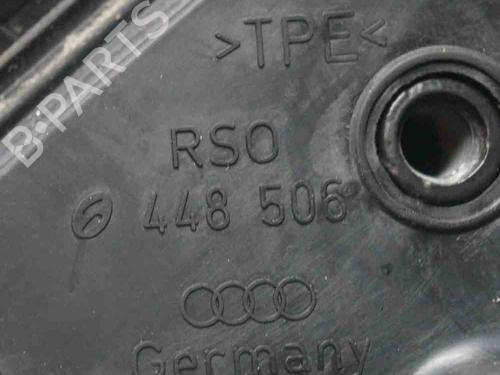 >TPE<
B-PARTS
RSO
448 506
Germany